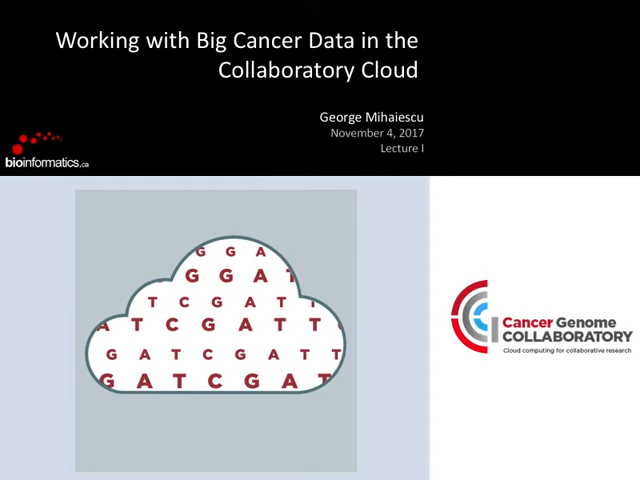 Working with Big Cancer Data in the
Collaboratory Cloud
George Mihaiescu
November 4, 2017
Lecture I
bioinformatics.ca
G G A
G G A T
T C G A T T
A T C G A T T C
G A T C G A T T
G A T C G A T
Cancer Genome
COLLABORATORY
Cloud computing for collaborative research